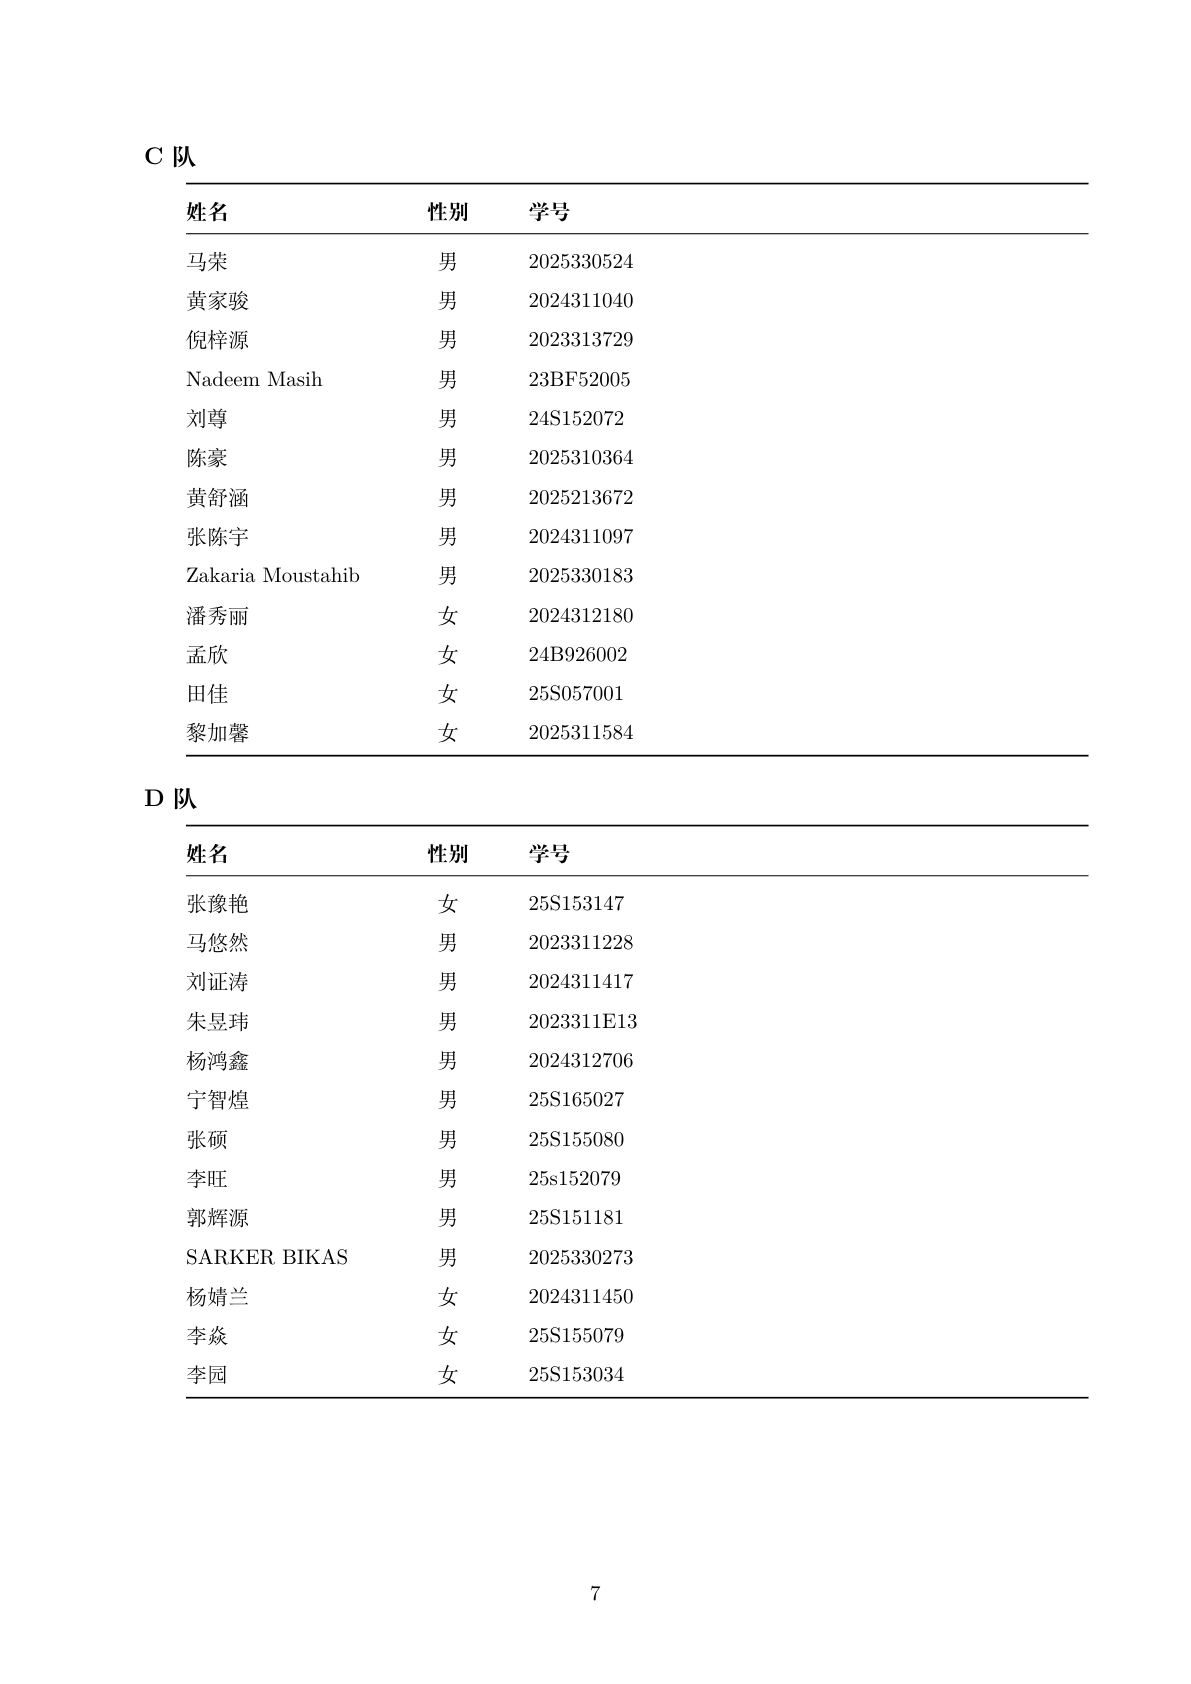 C 队
姓名 性别 学号
马荣 男 2025330524
黄家骏 男 2024311040
倪梓源 男 2023313729
Nadeem Masih 男 23BF52005
刘尊 男 24S152072
陈豪 男 2025310364
黄舒涵 男 2025213672
张陈宇 男 2024311097
Zakaria Moustahib 男 2025330183
潘秀丽 女 2024312180
孟欣 女 24B926002
田佳 女 25S057001
黎加馨 女 2025311584
D 队
姓名 性别 学号
张豫艳 女 25S153147
马悠然 男 2023311228
刘证涛 男 2024311417
朱昱玮 男 2023311E13
杨鸿鑫 男 2024312706
宁智煌 男 25S165027
张硕 男 25S155080
李旺 男 25s152079
郭辉源 男 25S151181
SARKER BIKAS 男 2025330273
杨婧兰 女 2024311450
李焱 女 25S155079
李园 女 25S153034
7